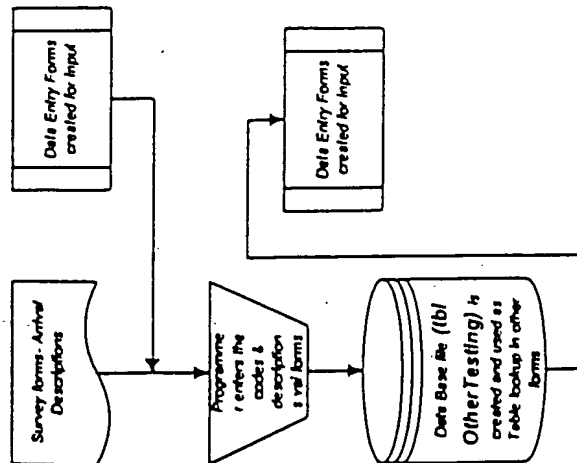 Survey forms - Arrival
Descriptions
Data Entry Forms
created for Input
Programme
r enters the
codes &
description
s val forms
Data Base file (tbl
OtherTesting) is
created and used as
Table lookup in other
forms
Data Entry Forms
created for Input